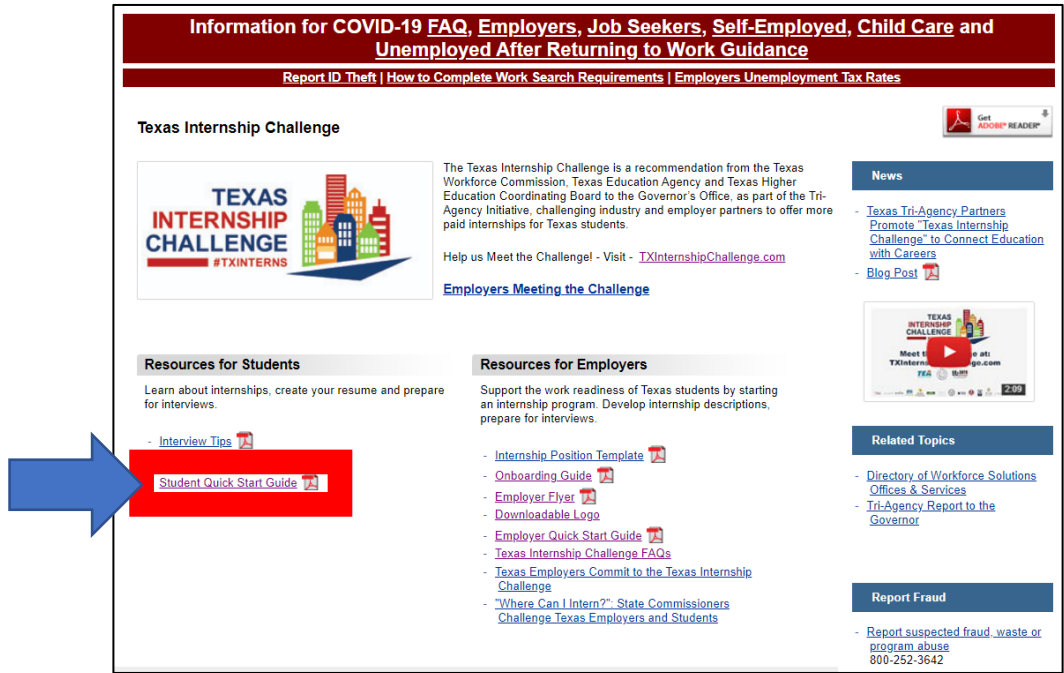 Information for COVID-19 FAQ, Employers, Job Seekers, Self-Employed, Child Care and
Unemployed After Returning to Work Guidance
Report ID Theft | How to Complete Work Search Requirements | Employers Unemployment Tax Rates
Get
ADOBE® READER®
Texas Internship Challenge
TEXAS
INTERNSHIP
CHALLENGE
#TXINTERNS
The Texas Internship Challenge is a recommendation from the Texas
Workforce Commission, Texas Education Agency and Texas Higher
Education Coordinating Board to the Governor's Office, as part of the Tri-
Agency Initiative, challenging industry and employer partners to offer more
paid internships for Texas students.
Help us Meet the Challenge! - Visit - TXInternshipChallenge.com
Employers Meeting the Challenge
Resources for Students
Learn about internships, create your resume and prepare
for interviews.
- Interview Tips
Student Quick Start Guide
Resources for Employers
Support the work readiness of Texas students by starting
an internship program. Develop internship descriptions,
prepare for interviews.
- Internship Position Template
- Onboarding Guide
- Employer Flyer
- Downloadable Logo
- Employer Quick Start Guide
- Texas Internship Challenge FAQs
- Texas Employers Commit to the Texas Internship
Challenge
- "Where Can I Intern?": State Commissioners
Challenge Texas Employers and Students
News
- Texas Tri-Agency Partners
Promote "Texas Internship
Challenge" to Connect Education
with Careers
- Blog Post
TEXAS
INTERNSHIP
CHALLENGE
Meet t e at:
TXIntern ge.com
TEA
2:09
Related Topics
- Directory of Workforce Solutions
Offices & Services
- Tri-Agency Report to the
Governor
Report Fraud
- Report suspected fraud, waste or
program abuse
800-252-3642